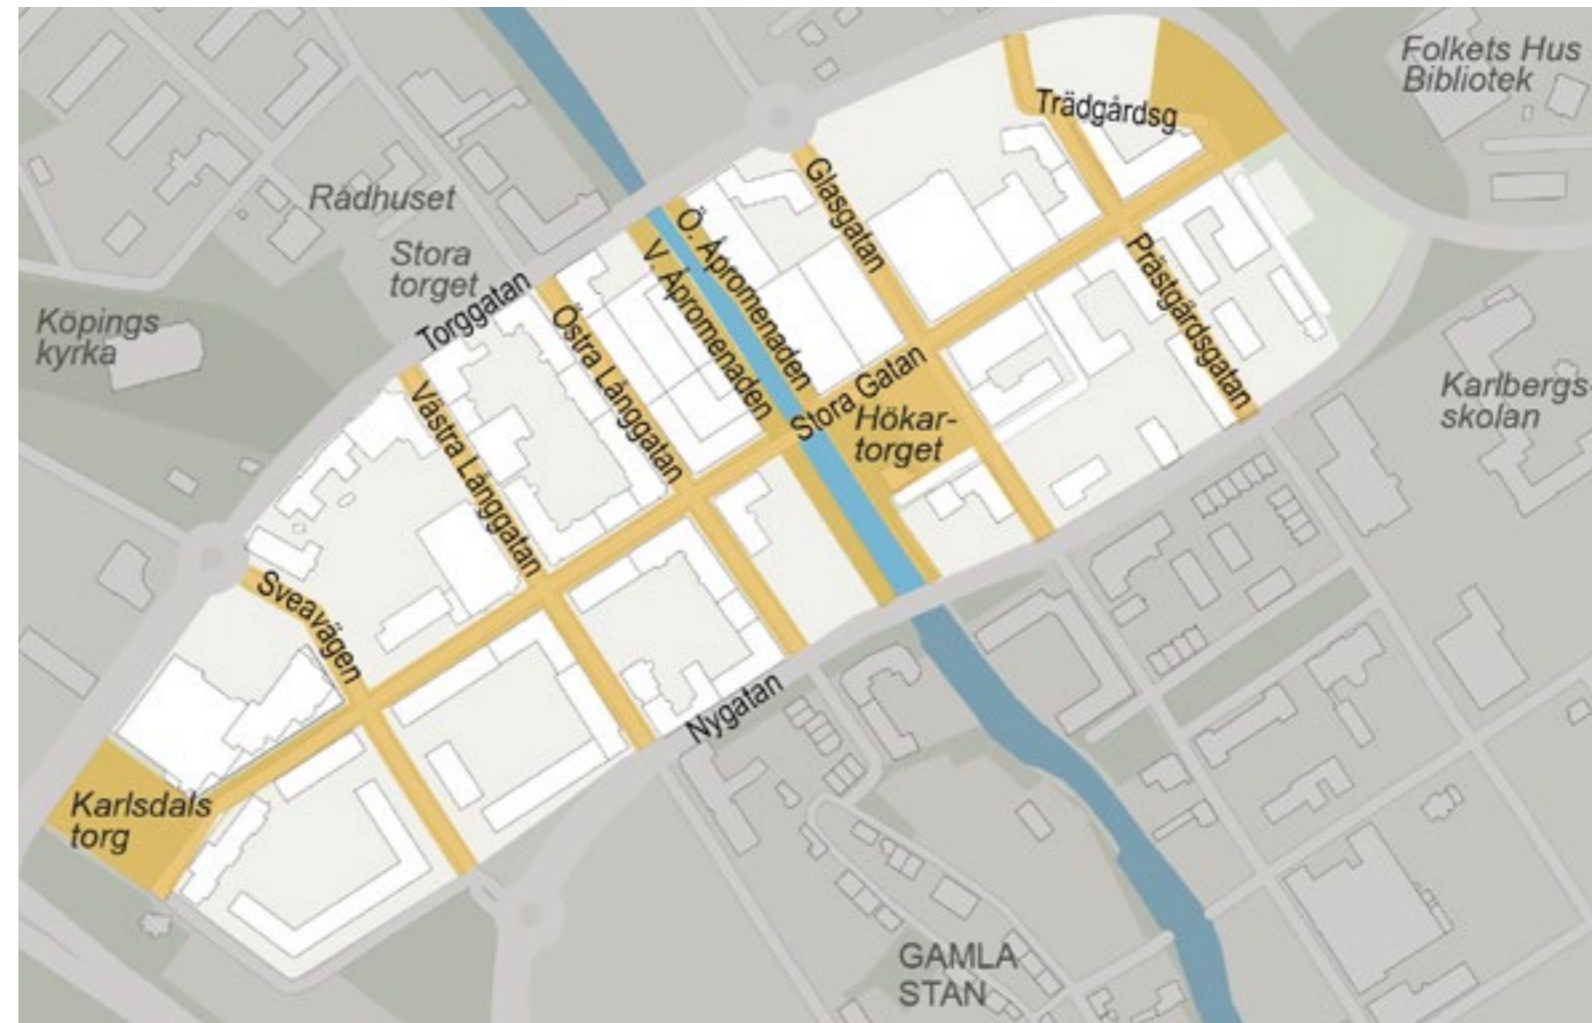 Folkets Hus
Bibliotek
Trädgårdsg
Rådhuset
Glasgatan
Ö. Åpromenaden
Stora
torget
V. Åpromenaden
Torggatan
Prästgårdsgatan
Köpings
kyrka
Östra Långgatan
Västra Långgatan
Stora Gatan
Hökar-
torget
Karlbergs-
skolan
Sveavägen
Nygatan
Karlsdals
torg
GAMLA
STAN